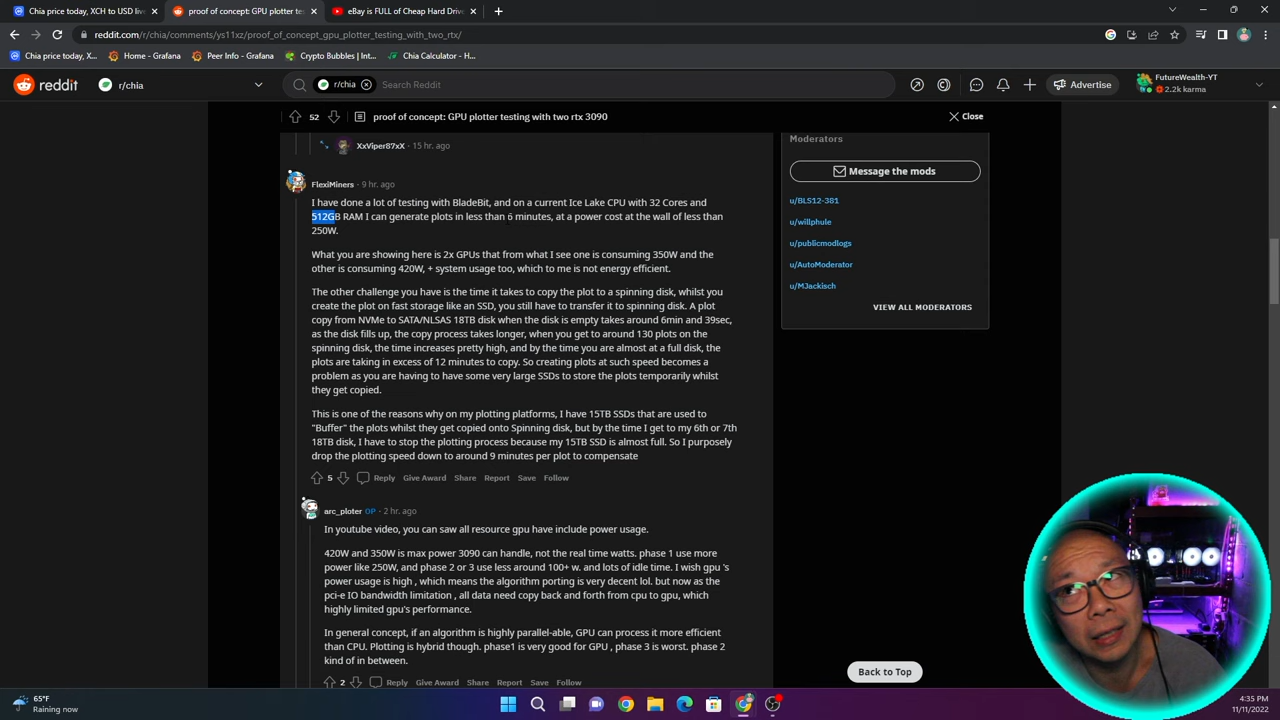 Chia price today, XCH to USD live
proof of concept: GPU plotter tes
eBay is FULL of Cheap Hard Drive
reddit.com/r/chia/comments/ys11xz/proof_of_concept_gpu_plotter_testing_with_two_rtx/
Chia price today, X...
Home - Grafana
Peer Info - Grafana
Crypto Bubbles | In...
Chia Calculator - H...
reddit
r/chia
r/chia
Search Reddit
Advertise
FutureWealth-YT
2.2k karma
52
proof of concept: GPU plotter testing with two rtx 3090
Close
XxViper87xX · 15 hr. ago
FlexiMiners · 9 hr. ago
I have done a lot of testing with BladeBit, and on a current Ice Lake CPU with 32 Cores and
512GB RAM I can generate plots in less than 6 minutes, at a power cost at the wall of less than
250W.
What you are showing here is 2x GPUs that from what I see one is consuming 350W and the
other is consuming 420W, + system usage too, which to me is not energy efficient.
The other challenge you have is the time it takes to copy the plot to a spinning disk, whilst you
create the plot on fast storage like an SSD, you still have to transfer it to spinning disk. A plot
copy from NVMe to SATA/NLSAS 18TB disk when the disk is empty takes around 6min and 39sec,
as the disk fills up, the copy process takes longer, when you get to around 130 plots on the
spinning disk, the time increases pretty high, and by the time you are almost at a full disk, the
plots are taking in excess of 12 minutes to copy. So creating plots at such speed becomes a
problem as you are having to have some very large SSDs to store the plots temporarily whilst
they get copied.
This is one of the reasons why on my plotting platforms, I have 15TB SSDs that are used to
"Buffer" the plots whilst they get copied onto Spinning disk, but by the time I get to my 6th or 7th
18TB disk, I have to stop the plotting process because my 15TB SSD is almost full. So I purposely
drop the plotting speed down to around 9 minutes per plot to compensate
5 Reply Give Award Share Report Save Follow
arc_ploter OP · 2 hr. ago
In youtube video, you can saw all resource gpu have include power usage.
420W and 350W is max power 3090 can handle, not the real time watts. phase 1 use more
power like 250W, and phase 2 or 3 use less around 100+ w. and lots of idle time. I wish gpu 's
power usage is high , which means the algorithm porting is very decent lol. but now as the
pci-e IO bandwidth limitation , all data need copy back and forth from cpu to gpu, which
highly limited gpu's performance.
In general concept, if an algorithm is highly parallel-able, GPU can process it more efficient
than CPU. Plotting is hybrid though. phase1 is very good for GPU , phase 3 is worst. phase 2
kind of in between.
2 Reply Give Award Share Report Save Follow
Moderators
Message the mods
u/BLS12-381
u/willphule
u/publicmodlogs
u/AutoModerator
u/MJackisch
VIEW ALL MODERATORS
Back to Top
65°F
Raining now
4:35 PM
11/11/2022